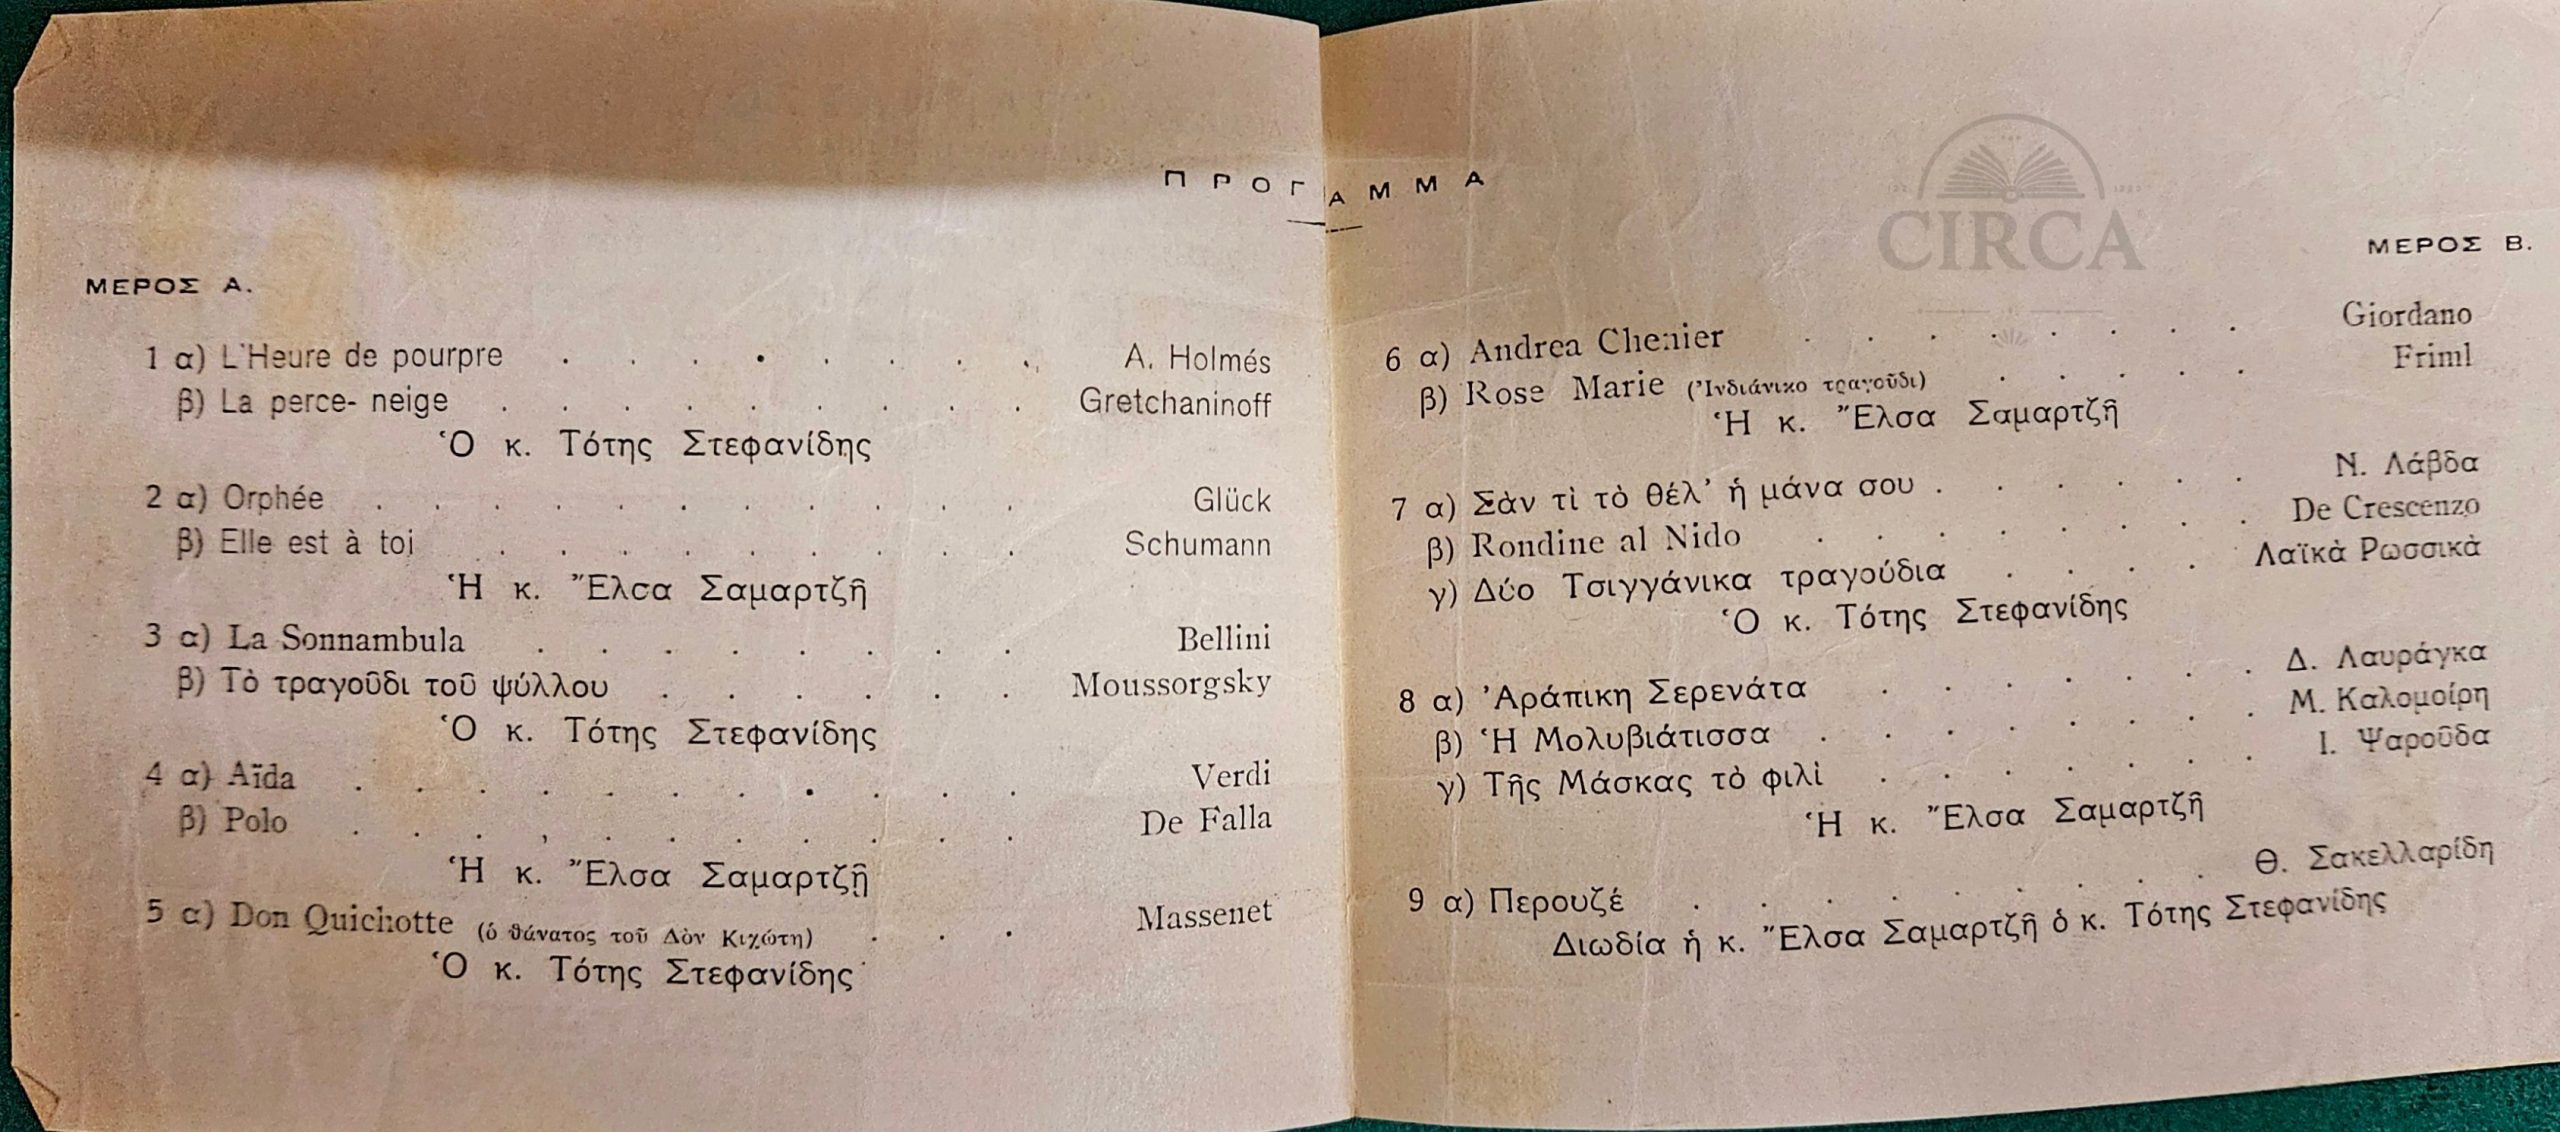 ΠΡΟΓΑΜΜΑ
ΜΕΡΟΣ Α.
1 α) L'Heure de pourpre . . . . . . . . A. Holmés
β) La perce- neige . . . . . . . . . Gretchaninoff
Ὁ κ. Τότης Στεφανίδης
2 α) Orphée . . . . . . . . . . . Glück
β) Elle est à toi . . . . . . . . . Schumann
Ἡ κ. Ἔλσα Σαμαρτζῆ
3 α) La Sonnambula . . . . . . . . Bellini
β) Τὸ τραγοῦδι τοῦ ψύλλου . . . . . . Moussorgsky
Ὁ κ. Τότης Στεφανίδης
4 α) Aïda . . . . . . . . . . . Verdi
β) Polo . . . , . . . . . . . De Falla
Ἡ κ. Ἔλσα Σαμαρτζῆ
5 α) Don Quichotte (ὁ θάνατος τοῦ Δὸν Κιχώτη) . . . Massenet
Ὁ κ. Τότης Στεφανίδης
CIRCA
ΜΕΡΟΣ Β.
6 α) Andrea Chenier . . . . . . . . Giordano
β) Rose Marie (Ἰνδιάνικο τραγοῦδι) . . . . . Friml
Ἡ κ. Ἔλσα Σαμαρτζῆ
7 α) Σὰν τὶ τὸ θέλ' ἡ μάνα σου . . . . . . Ν. Λάβδα
β) Rondine al Nido . . . . . . . . De Crescenzo
γ) Δύο Τσιγγάνικα τραγούδια . . . . Λαϊκὰ Ρωσσικὰ
Ὁ κ. Τότης Στεφανίδης
8 α) Ἀράπικη Σερενάτα . . . . . . . Δ. Λαυράγκα
β) Ἡ Μολυβιάτισσα . . . . . . . . Μ. Καλομοίρη
γ) Τῆς Μάσκας τὸ φιλὶ . . . . . . . Ι. Ψαροῦδα
Ἡ κ. Ἔλσα Σαμαρτζῆ
9 α) Περουζέ . . . . . . . . . Θ. Σακελλαρίδη
Διωδία ἡ κ. Ἔλσα Σαμαρτζῆ ὁ κ. Τότης Στεφανίδης